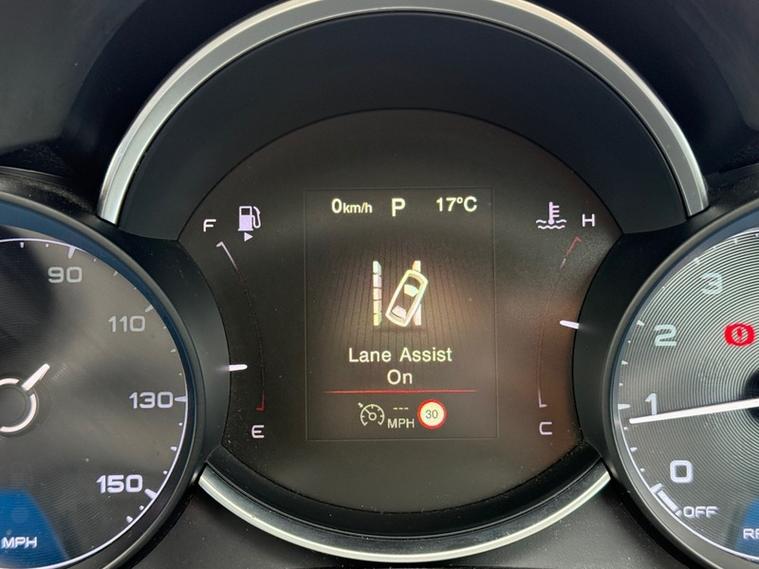 90
110
130
150
MPH
F
E
0km/h P 17°C
Lane Assist
On
--- MPH 30
H
C
3
2
1
0
OFF